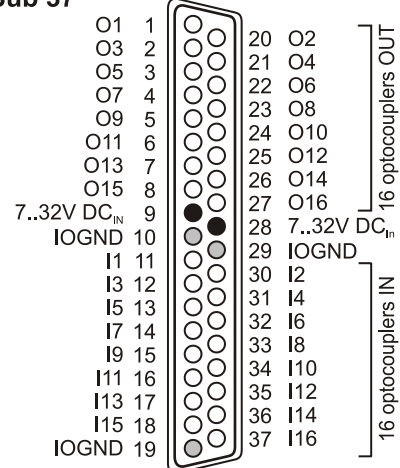 O1 1
O3 2
20 O2
O5 3
21 O4
O7 4
22 O6
O9 5
23 O8
O11 6
24 O10
O13 7
25 O12
O15 8
26 O14
27 O16
7..32V DC_IN 9
28 7..32V DC_In
IOGND 10
29 IOGND
I1 11
30 I2
I3 12
31 I4
I5 13
32 I6
I7 14
33 I8
I9 15
34 I10
I11 16
35 I12
I13 17
36 I14
I15 18
37 I16
IOGND 19
16 optocouplers OUT
16 optocouplers IN